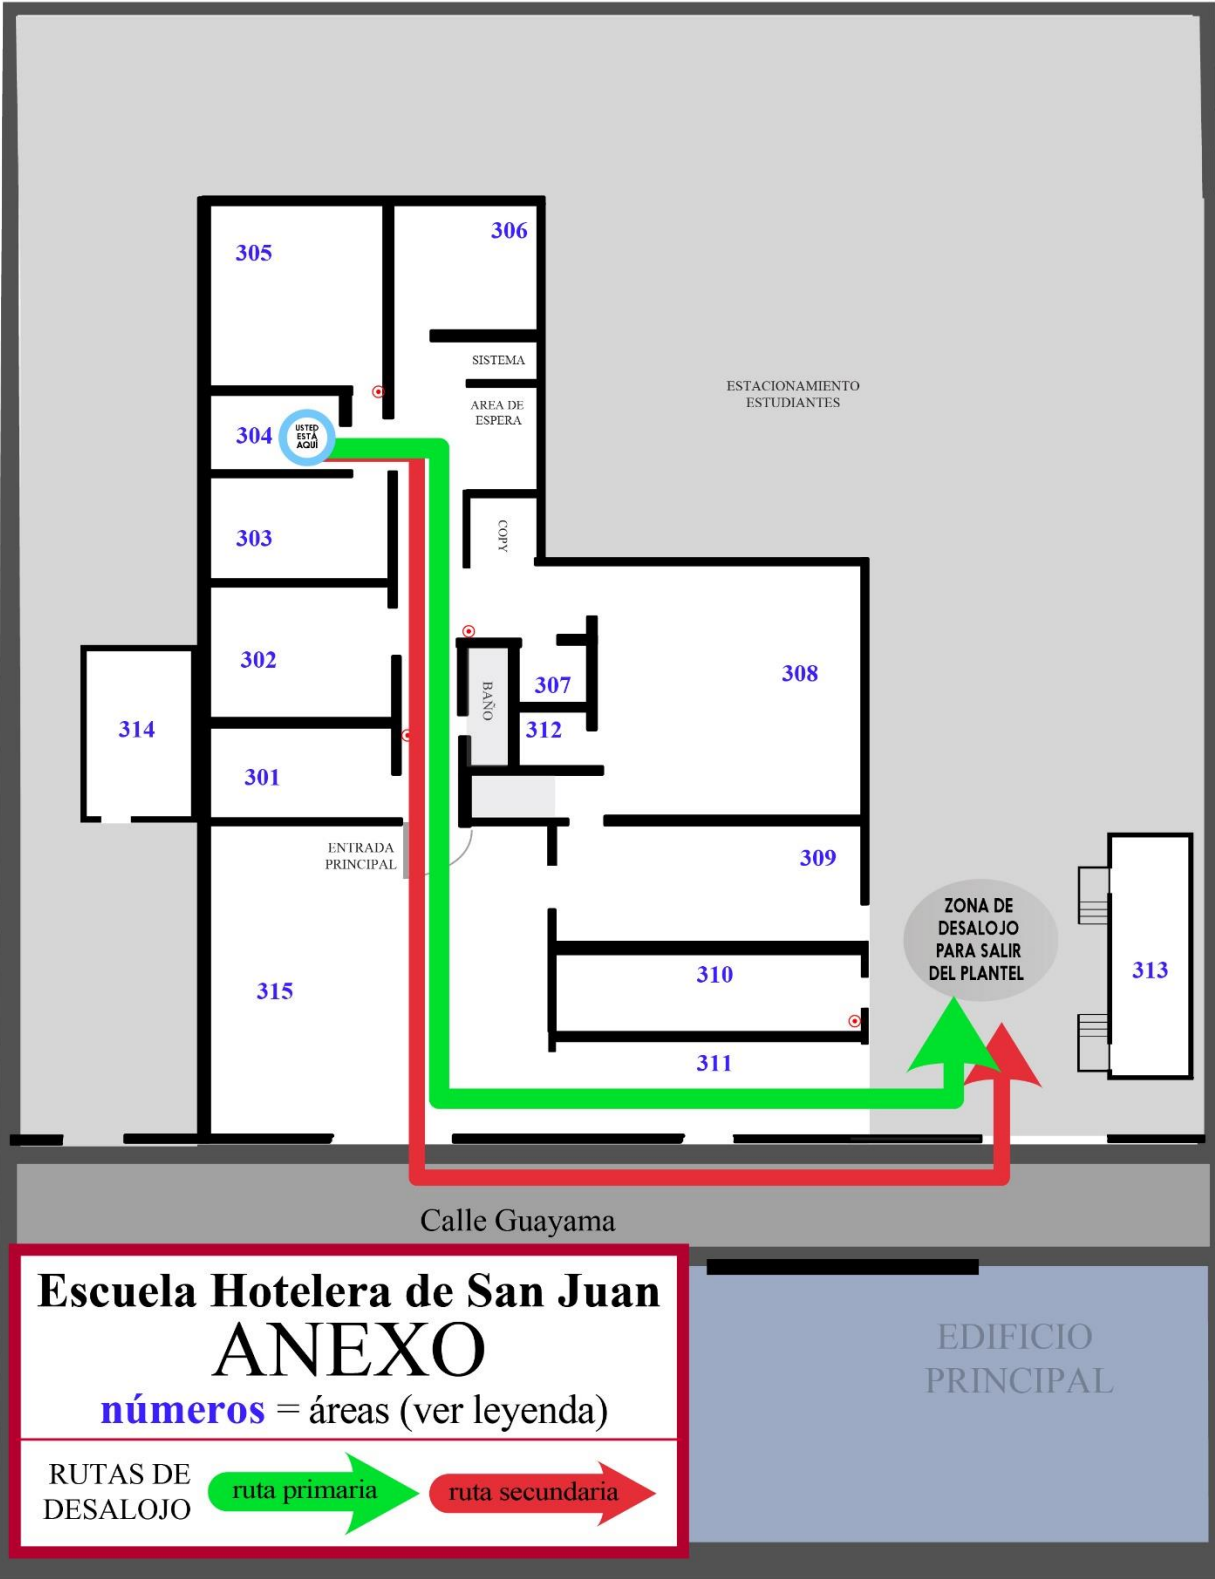 306
305
SISTEMA
ESTACIONAMIENTO
ESTUDIANTES
AREA DE
ESPERA
USTED
ESTÁ
AQUÍ
304
303
COPY
302
308
307
BAÑO
314
312
301
ENTRADA
PRINCIPAL
309
ZONA DE
DESALOJO
PARA SALIR
DEL PLANTEL
313
310
315
311
Calle Guayama
Escuela Hotelera de San Juan
ANEXO
números = áreas (ver leyenda)
EDIFICIO
PRINCIPAL
RUTAS DE
DESALOJO
ruta primaria
ruta secundaria